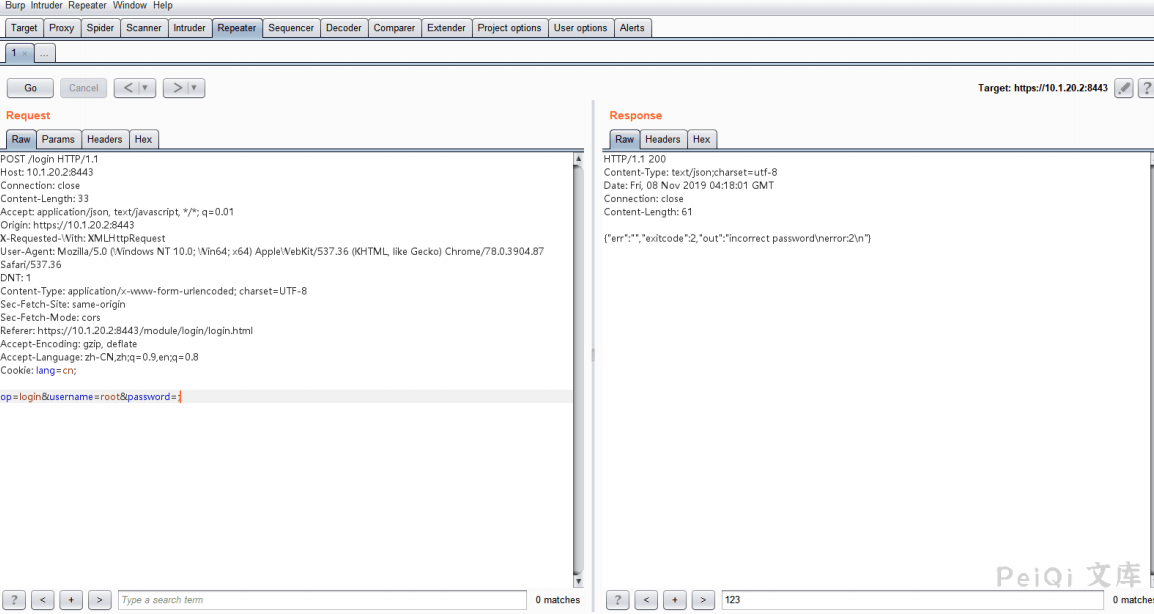 Burp Intruder Repeater Window Help
Target Proxy Spider Scanner Intruder Repeater Sequencer Decoder Comparer Extender Project options User options Alerts
1 × ...
Go Cancel < ▼ > ▼ Target: https://10.1.20.2:8443 ?
Request
Raw Params Headers Hex
POST /login HTTP/1.1
Host: 10.1.20.2:8443
Connection: close
Content-Length: 33
Accept: application/json, text/javascript, */*; q=0.01
Origin: https://10.1.20.2:8443
X-Requested-With: XMLHttpRequest
User-Agent: Mozilla/5.0 (Windows NT 10.0; Win64; x64) AppleWebKit/537.36 (KHTML, like Gecko) Chrome/78.0.3904.87
Safari/537.36
DNT: 1
Content-Type: application/x-www-form-urlencoded; charset=UTF-8
Sec-Fetch-Site: same-origin
Sec-Fetch-Mode: cors
Referer: https://10.1.20.2:8443/module/login/login.html
Accept-Encoding: gzip, deflate
Accept-Language: zh-CN,zh;q=0.9,en;q=0.8
Cookie: lang=cn;
op=login&username=root&password=;
? < + > Type a search term 0 matches
Response
Raw Headers Hex
HTTP/1.1 200
Content-Type: text/json;charset=utf-8
Date: Fri, 08 Nov 2019 04:18:01 GMT
Connection: close
Content-Length: 61
{"err":"","exitcode":2,"out":"incorrect password\nerror:2\n"}
PeiQi 文库
? < + > 123 0 matches